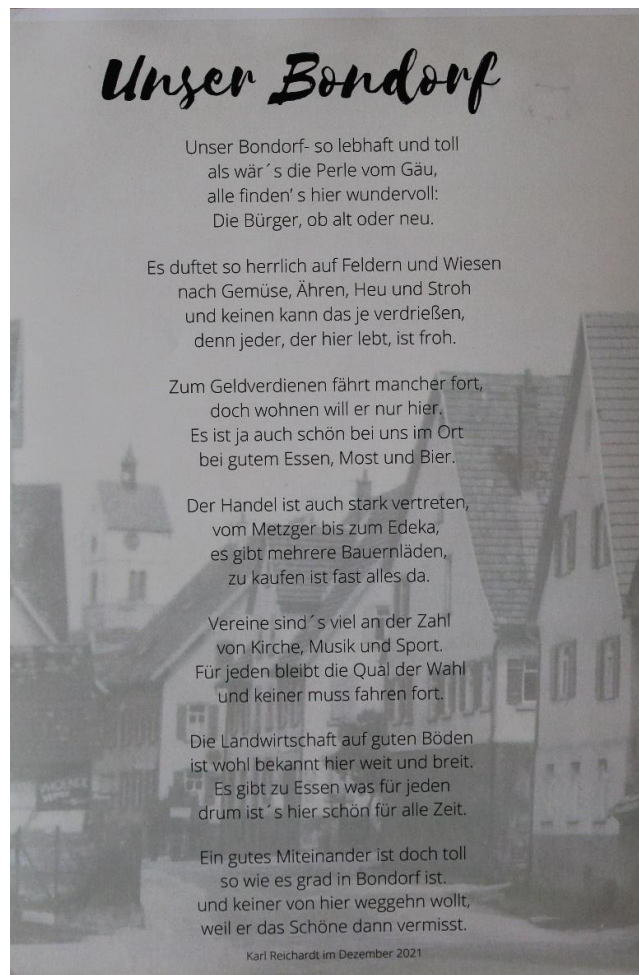 Unser Bondorf
Unser Bondorf- so lebhaft und toll
als wär´s die Perle vom Gäu,
alle finden’ s hier wundervoll:
Die Bürger, ob alt oder neu.
Es duftet so herrlich auf Feldern und Wiesen
nach Gemüse, Ähren, Heu und Stroh
und keinen kann das je verdrießen,
denn jeder, der hier lebt, ist froh.
Zum Geldverdienen fährt mancher fort,
doch wohnen will er nur hier.
Es ist ja auch schön bei uns im Ort
bei gutem Essen, Most und Bier.
Der Handel ist auch stark vertreten,
vom Metzger bis zum Edeka,
es gibt mehrere Bauernläden,
zu kaufen ist fast alles da.
Vereine sind´s viel an der Zahl
von Kirche, Musik und Sport.
Für jeden bleibt die Qual der Wahl
und keiner muss fahren fort.
Die Landwirtschaft auf guten Böden
ist wohl bekannt hier weit und breit.
Es gibt zu Essen was für jeden
drum ist´s hier schön für alle Zeit.
Ein gutes Miteinander ist doch toll
so wie es grad in Bondorf ist.
und keiner von hier weggehn wollt,
weil er das Schöne dann vermisst.
Karl Reichardt im Dezember 2021